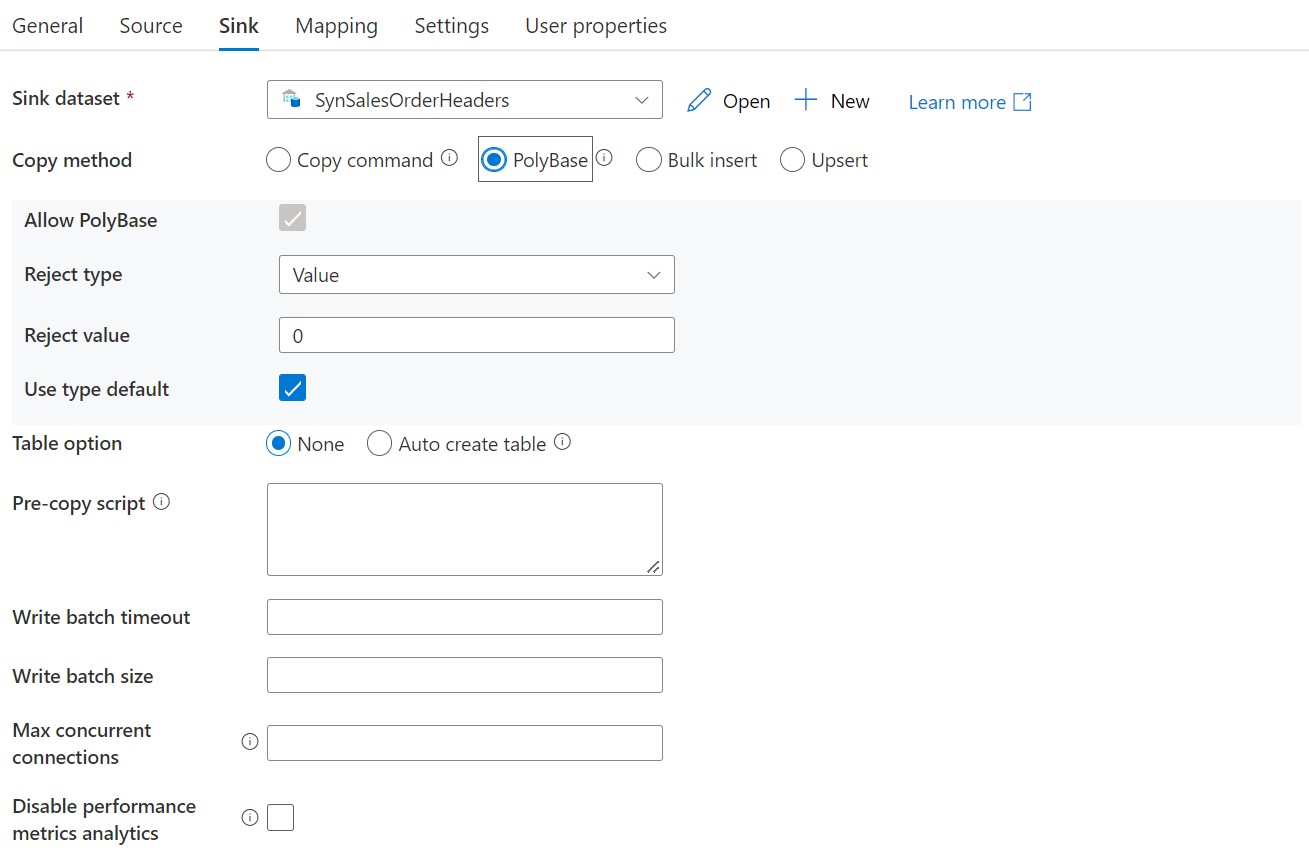 General Source Sink Mapping Settings User properties
Sink dataset * SynSalesOrderHeaders Open New Learn more
Copy method Copy command PolyBase Bulk insert Upsert
Allow PolyBase
Reject type Value
Reject value 0
Use type default
Table option None Auto create table
Pre-copy script
Write batch timeout
Write batch size
Max concurrent
connections
Disable performance
metrics analytics